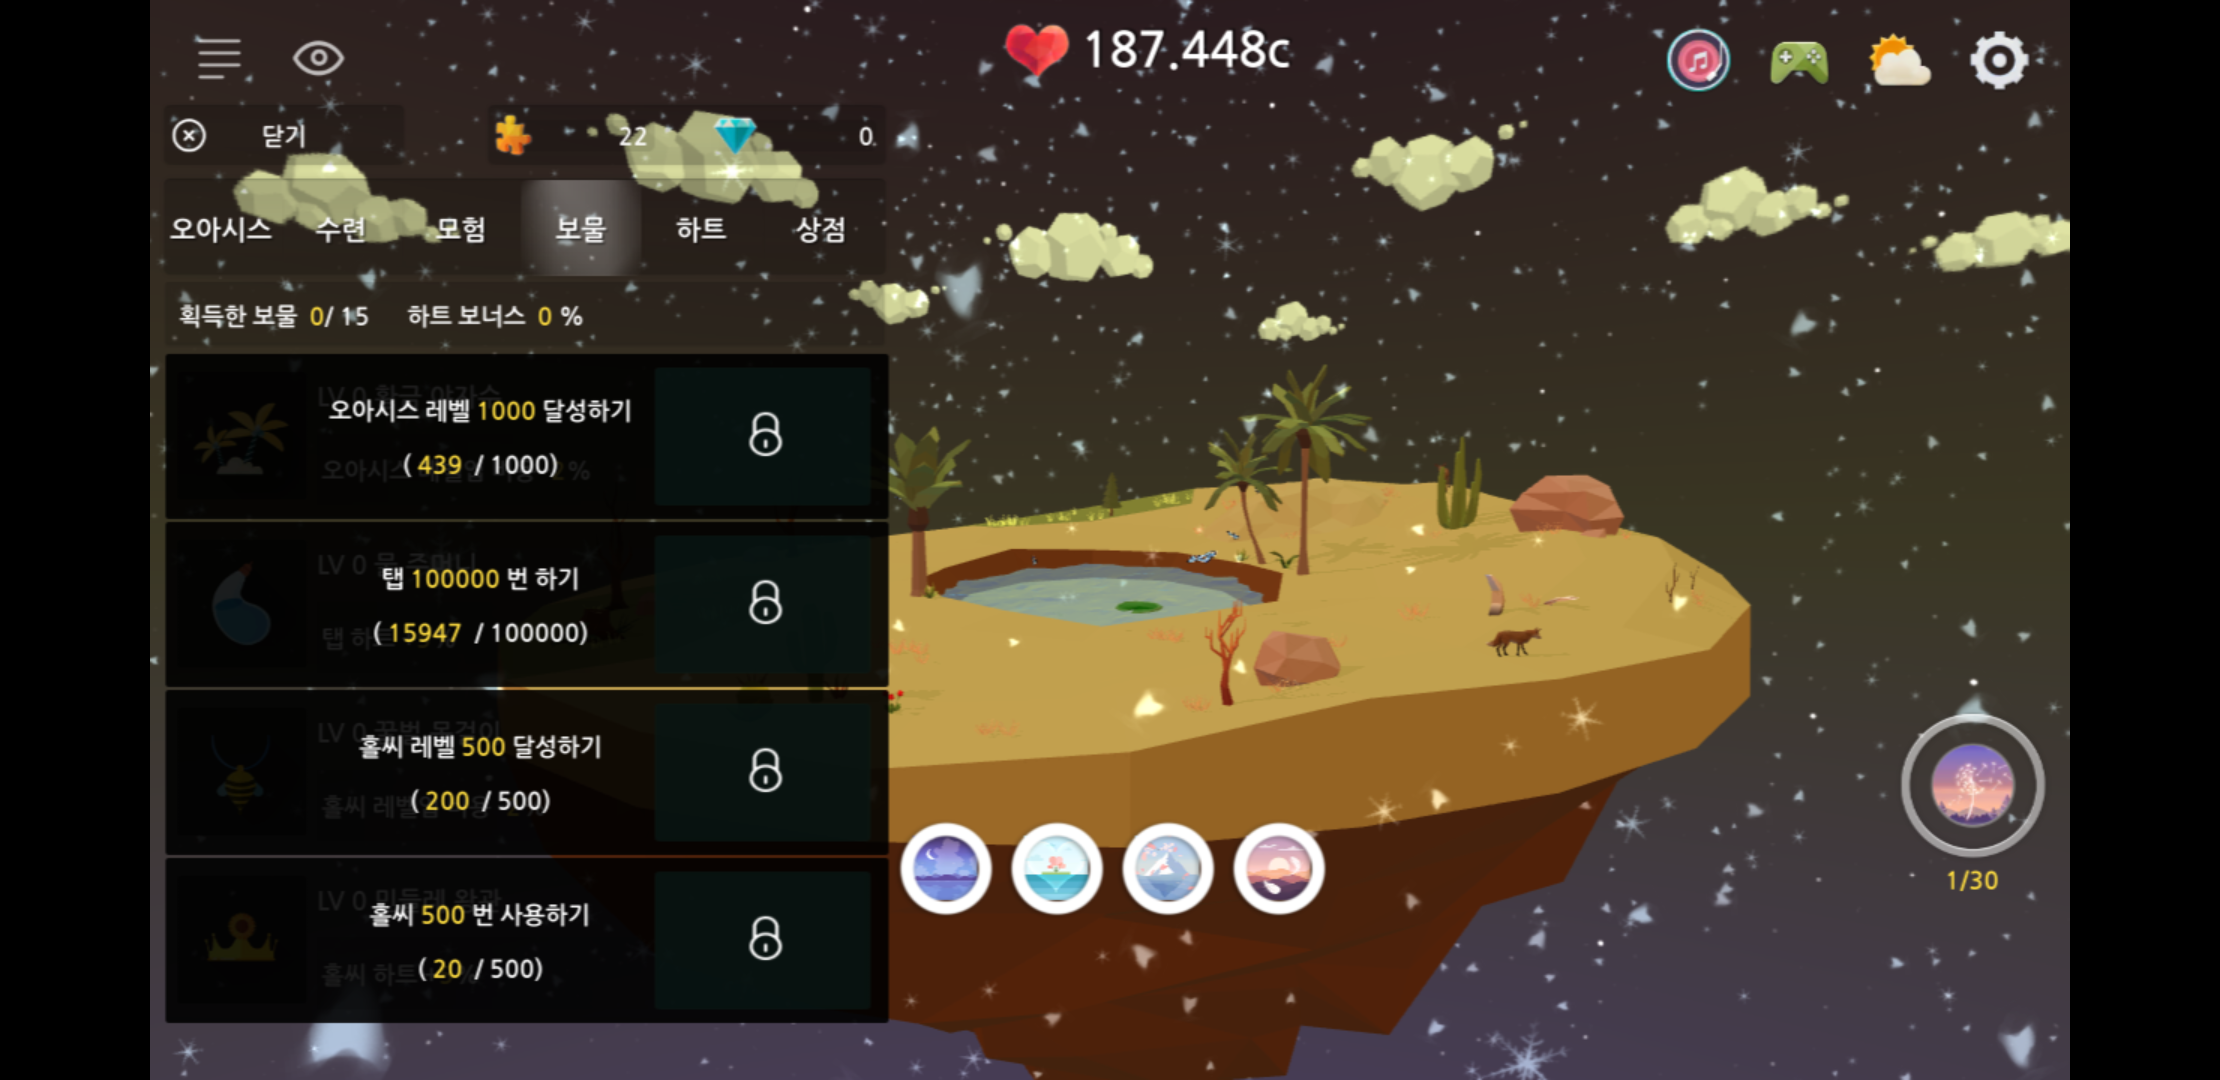 187.448c
닫기
22
0
오아시스 수련 모험 보물 하트 상점
획득한 보물 0/ 15 하트 보너스 0 %
오아시스 레벨 1000 달성하기
( 439 / 1000)
탭 100000 번 하기
( 15947 / 100000)
홀씨 레벨 500 달성하기
( 200 / 500)
홀씨 500 번 사용하기
( 20 / 500)
1/30